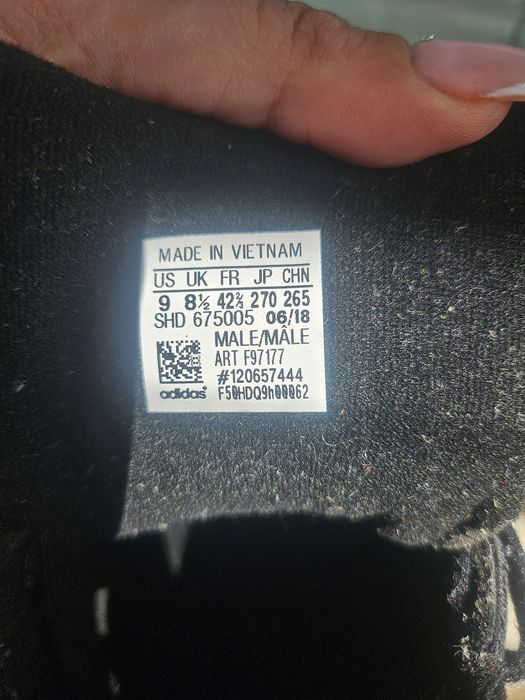 MADE IN VIETNAM
US UK FR JP CHN
9 8½ 42⅔ 270 265
SHD 675005 06/18
MALE/MÂLE
ART F97177
#120657444
adidas® F50HDQ9h00062